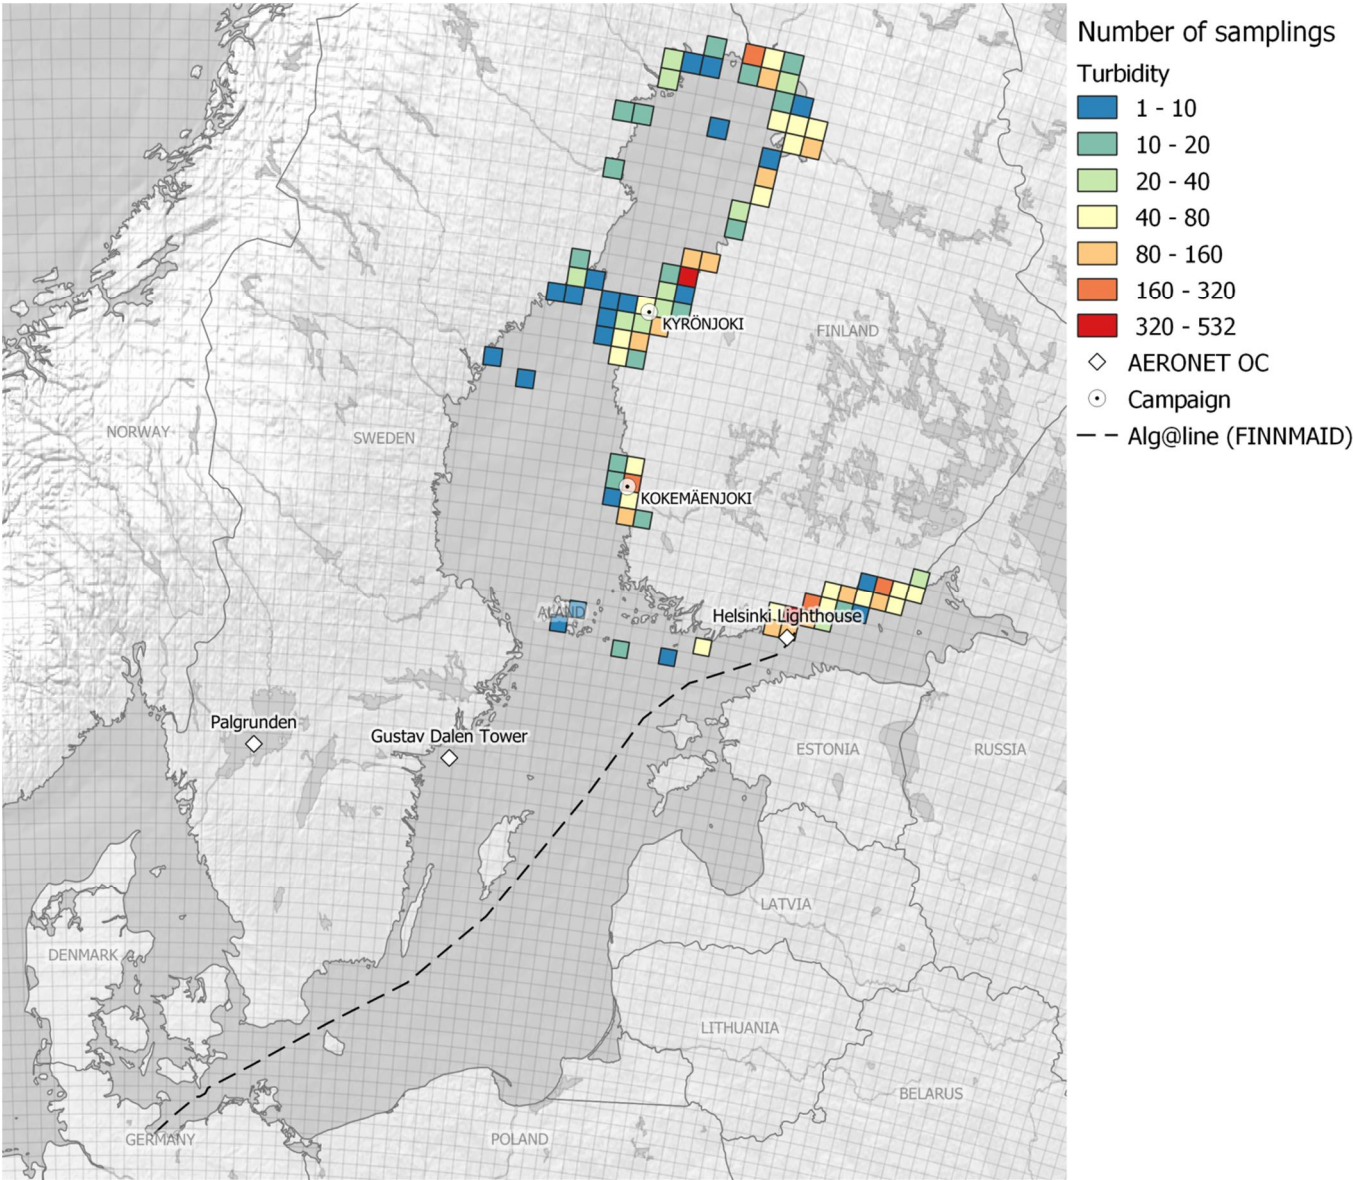 Number of samplings
Turbidity
1 - 10
10 - 20
20 - 40
40 - 80
80 - 160
160 - 320
320 - 532
AERONET OC
Campaign
Alg@line (FINNMAID)
KYRÖNJOKI
FINLAND
NORWAY
SWEDEN
KOKEMÄENJOKI
ÅLAND
Helsinki Lighthouse
Palgrunden
Gustav Dalen Tower
ESTONIA
RUSSIA
LATVIA
DENMARK
LITHUANIA
BELARUS
GERMANY
POLAND